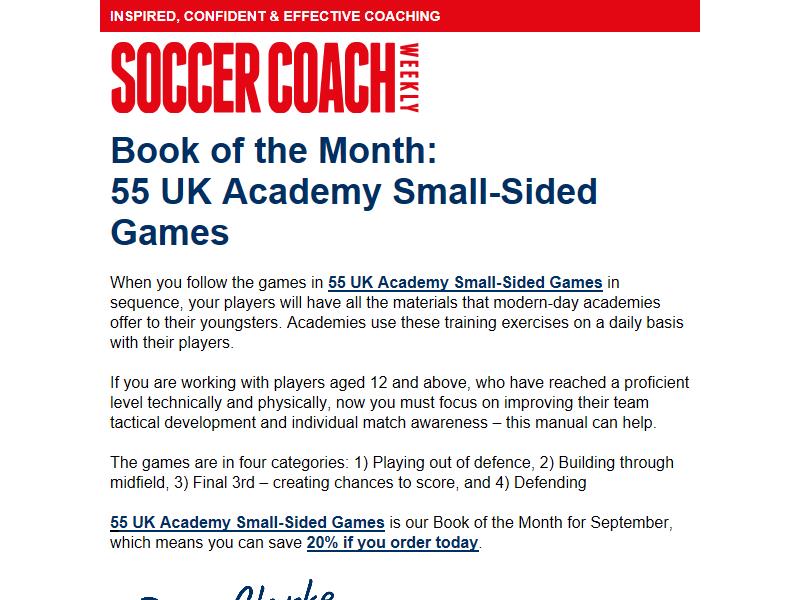 INSPIRED, CONFIDENT & EFFECTIVE COACHING
SOCCER COACH WEEKLY
Book of the Month:
55 UK Academy Small-Sided
Games
When you follow the games in 55 UK Academy Small-Sided Games in
sequence, your players will have all the materials that modern-day academies
offer to their youngsters. Academies use these training exercises on a daily basis
with their players.
If you are working with players aged 12 and above, who have reached a proficient
level technically and physically, now you must focus on improving their team
tactical development and individual match awareness – this manual can help.
The games are in four categories: 1) Playing out of defence, 2) Building through
midfield, 3) Final 3rd – creating chances to score, and 4) Defending
55 UK Academy Small-Sided Games is our Book of the Month for September,
which means you can save 20% if you order today.
Clarke